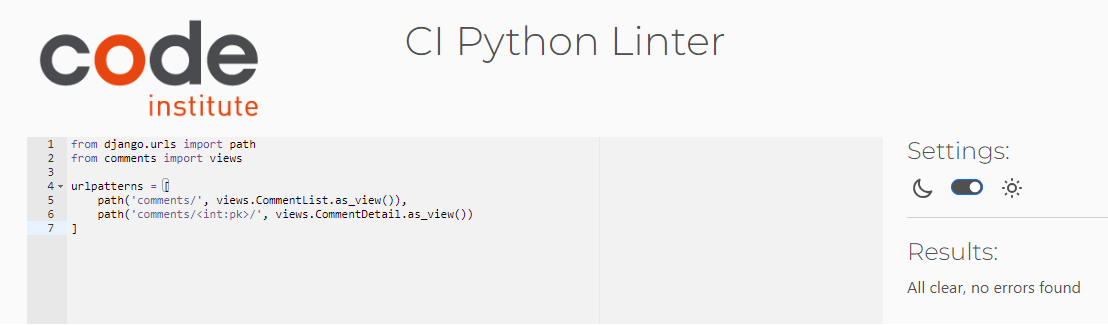 code
institute
CI Python Linter
1 from django.urls import path
2 from comments import views
3
4 urlpatterns = [
5     path('comments/', views.CommentList.as_view()),
6     path('comments/<int:pk>/', views.CommentDetail.as_view())
7 ]
Settings:
Results:
All clear, no errors found